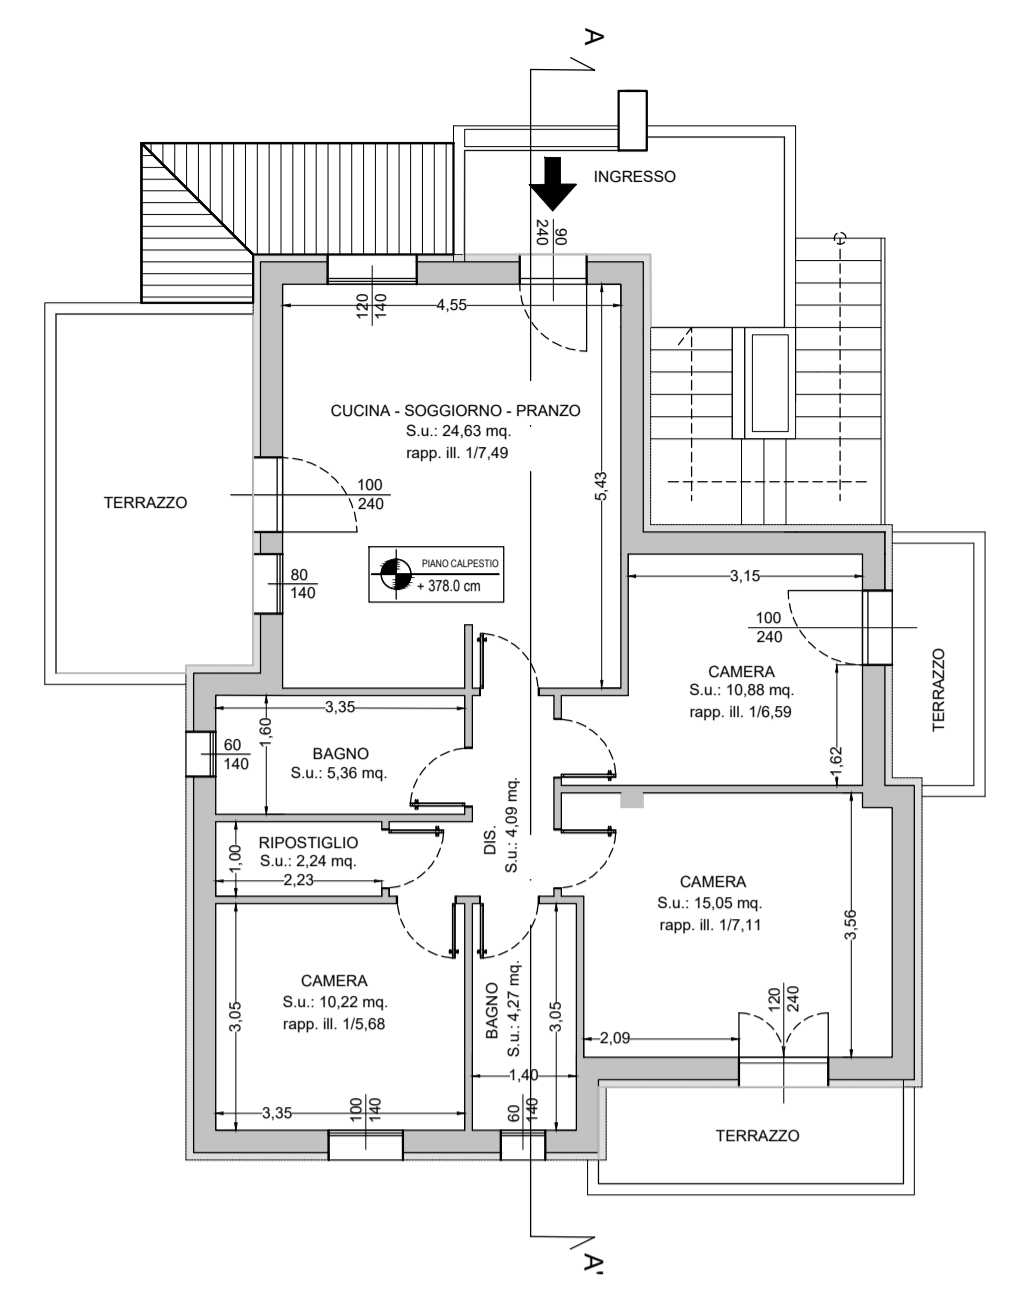 A
INGRESSO
90
240
120
140
4,55
CUCINA - SOGGIORNO - PRANZO
S.u.: 24,63 mq.
rapp. ill. 1/7,49
5,43
TERRAZZO
100
240
PIANO CALPESTIO
+ 378.0 cm
80
140
3,15
100
240
CAMERA
S.u.: 10,88 mq.
rapp. ill. 1/6,59
TERRAZZO
1,62
3,35
1,60
60
140
BAGNO
S.u.: 5,36 mq.
DIS.
S.u.: 4,09 mq.
RIPOSTIGLIO
S.u.: 2,24 mq.
1,00
2,23
CAMERA
S.u.: 15,05 mq.
rapp. ill. 1/7,11
3,56
120
240
2,09
CAMERA
S.u.: 10,22 mq.
rapp. ill. 1/5,68
3,05
3,35
100
140
BAGNO
S.u.: 4,27 mq.
3,05
1,40
60
140
TERRAZZO
A'